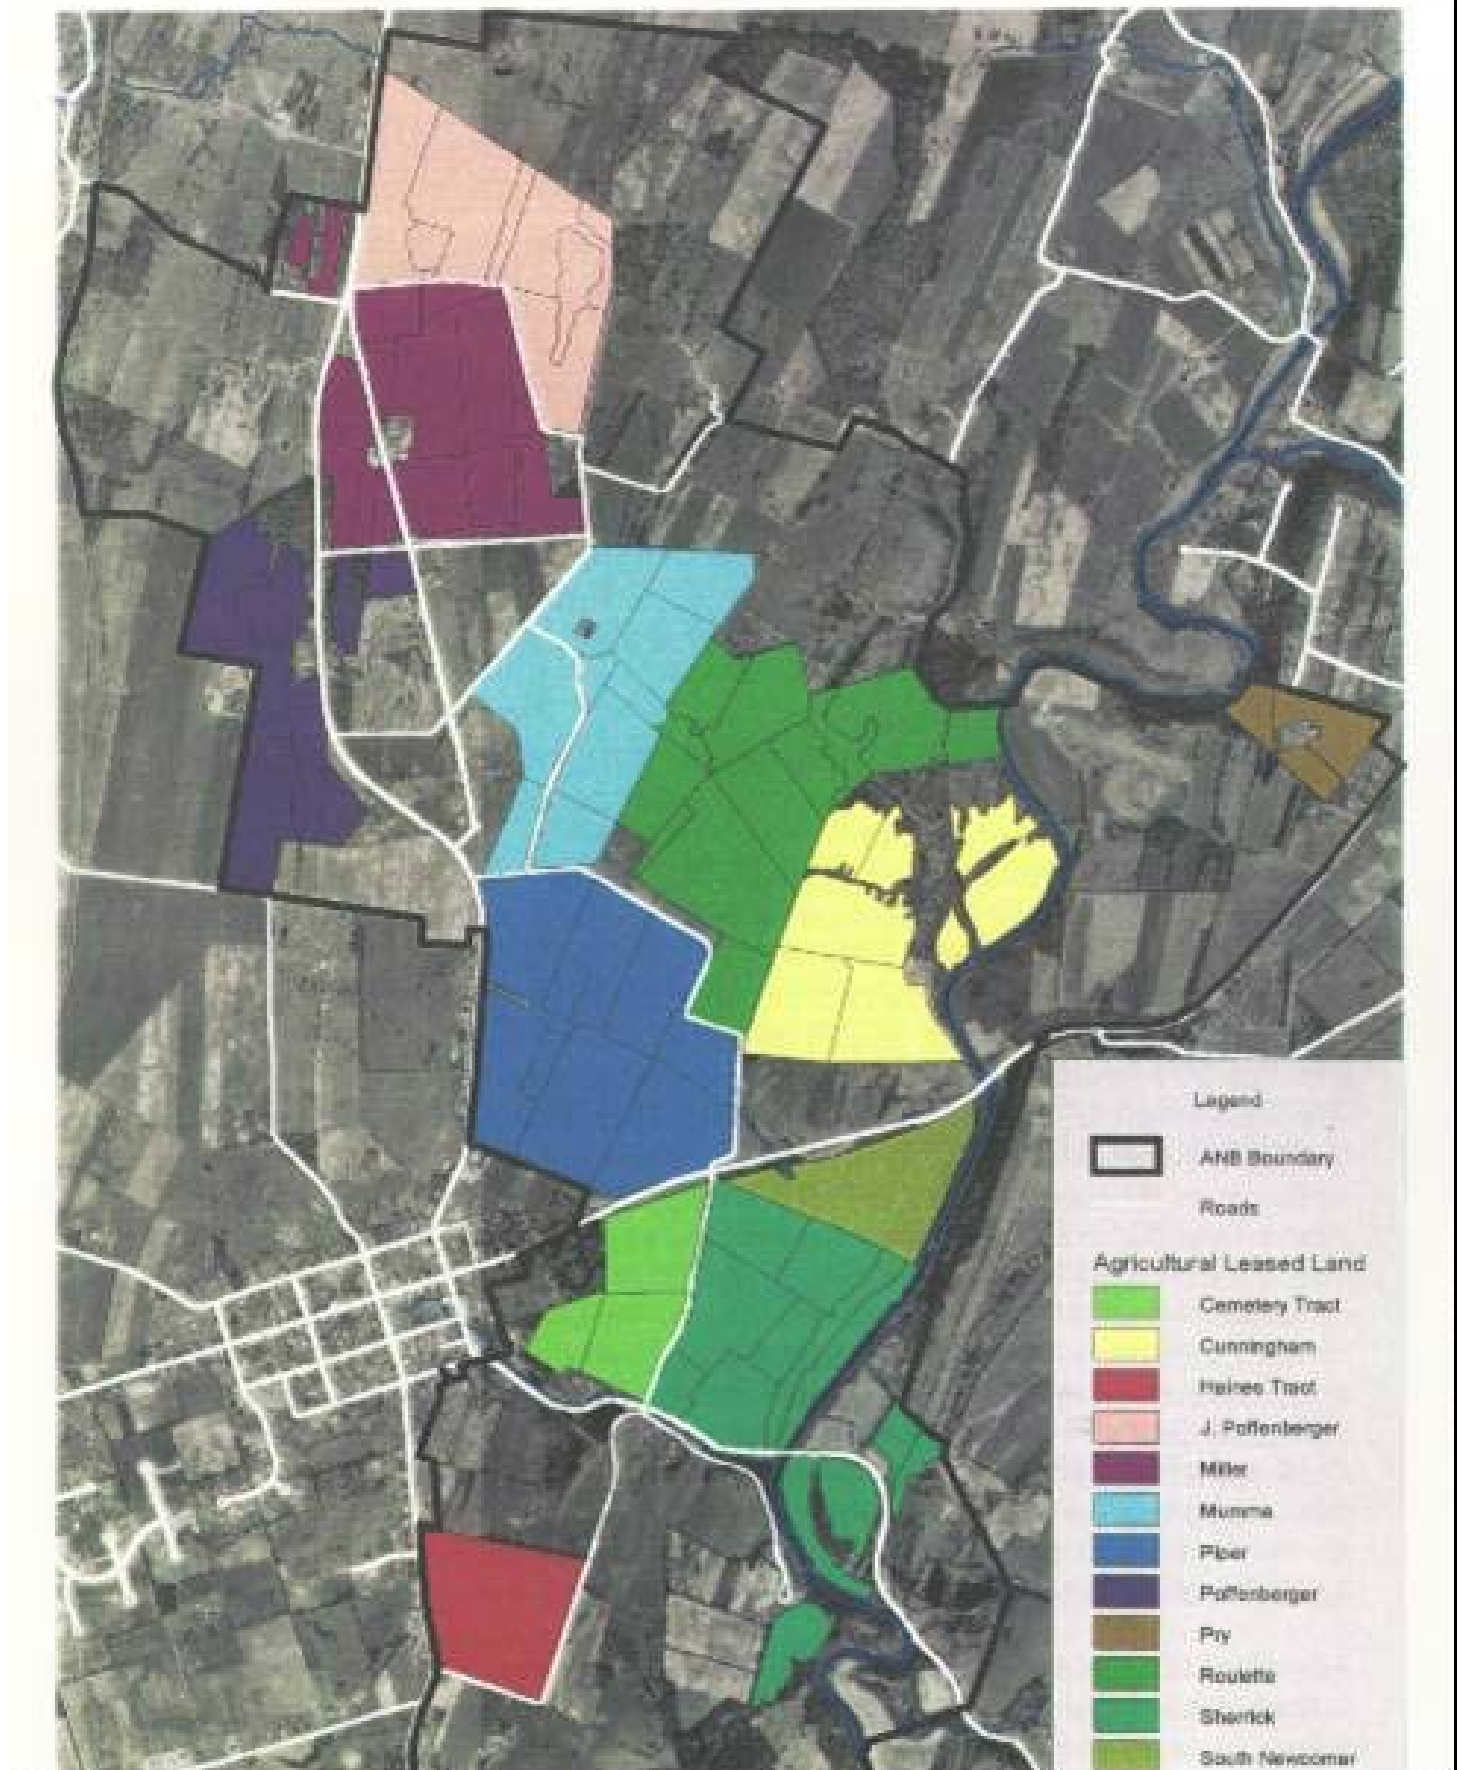 Legend
ANB Boundary
Roads
Agricultural Leased Land
Cemetery Tract
Cunningham
Haines Tract
J. Poffenberger
Miller
Mumma
Piper
Poffenberger
Pry
Roulette
Sherrick
South Newcomer